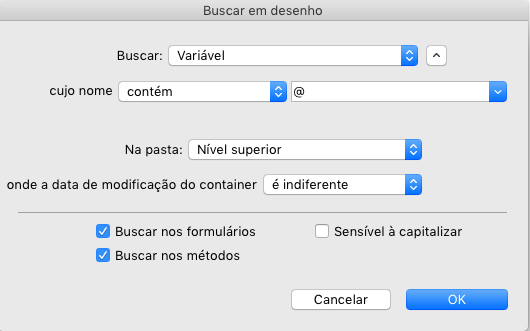 Buscar em desenho
Buscar: Variável
cujo nome contém @
Na pasta: Nível superior
onde a data de modificação do container é indiferente
Buscar nos formulários Sensível à capitalizar
Buscar nos métodos
Cancelar OK